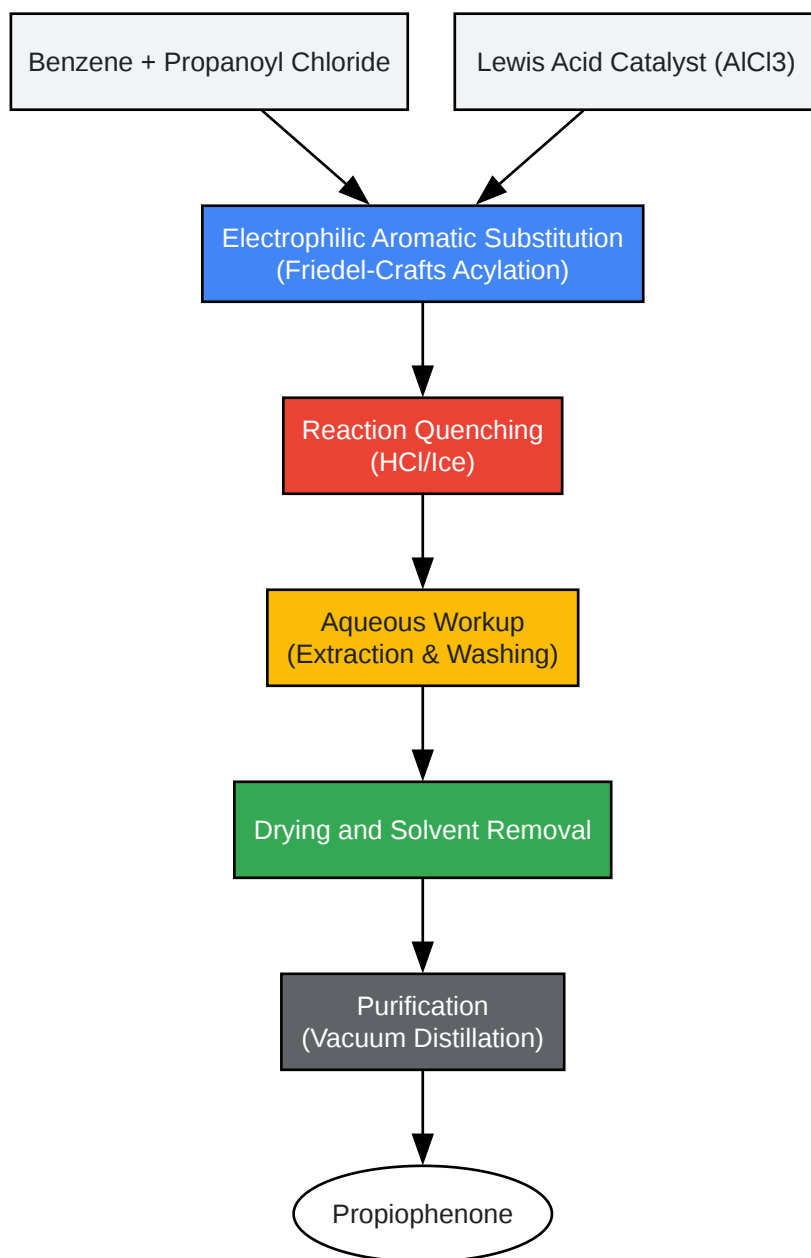 Benzene + Propanoyl Chloride
Lewis Acid Catalyst (AlCl3)
Electrophilic Aromatic Substitution
(Friedel-Crafts Acylation)
Reaction Quenching
(HCl/Ice)
Aqueous Workup
(Extraction & Washing)
Drying and Solvent Removal
Purification
(Vacuum Distillation)
Propiophenone